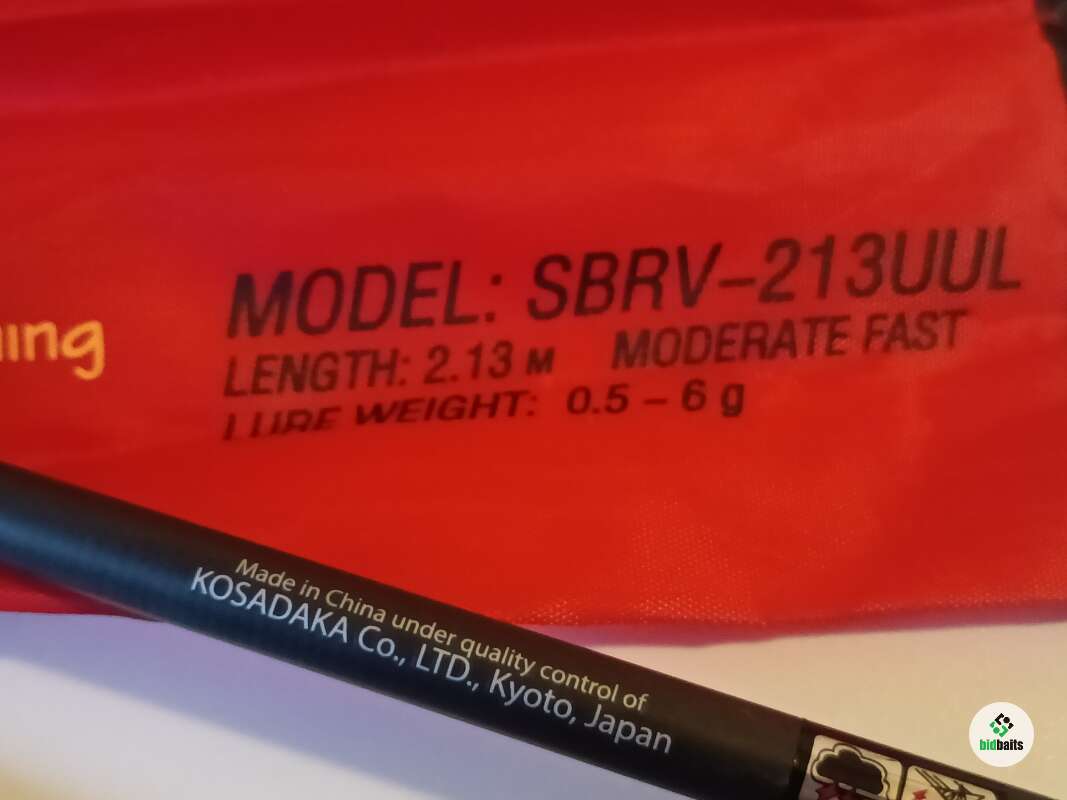 MODEL: SBRV-213UUL
LENGTH: 2.13 м MODERATE FAST
LURE WEIGHT: 0.5 - 6 g
Made in China under quality control of
KOSADAKA Co., LTD., Kyoto, Japan
bidbaits